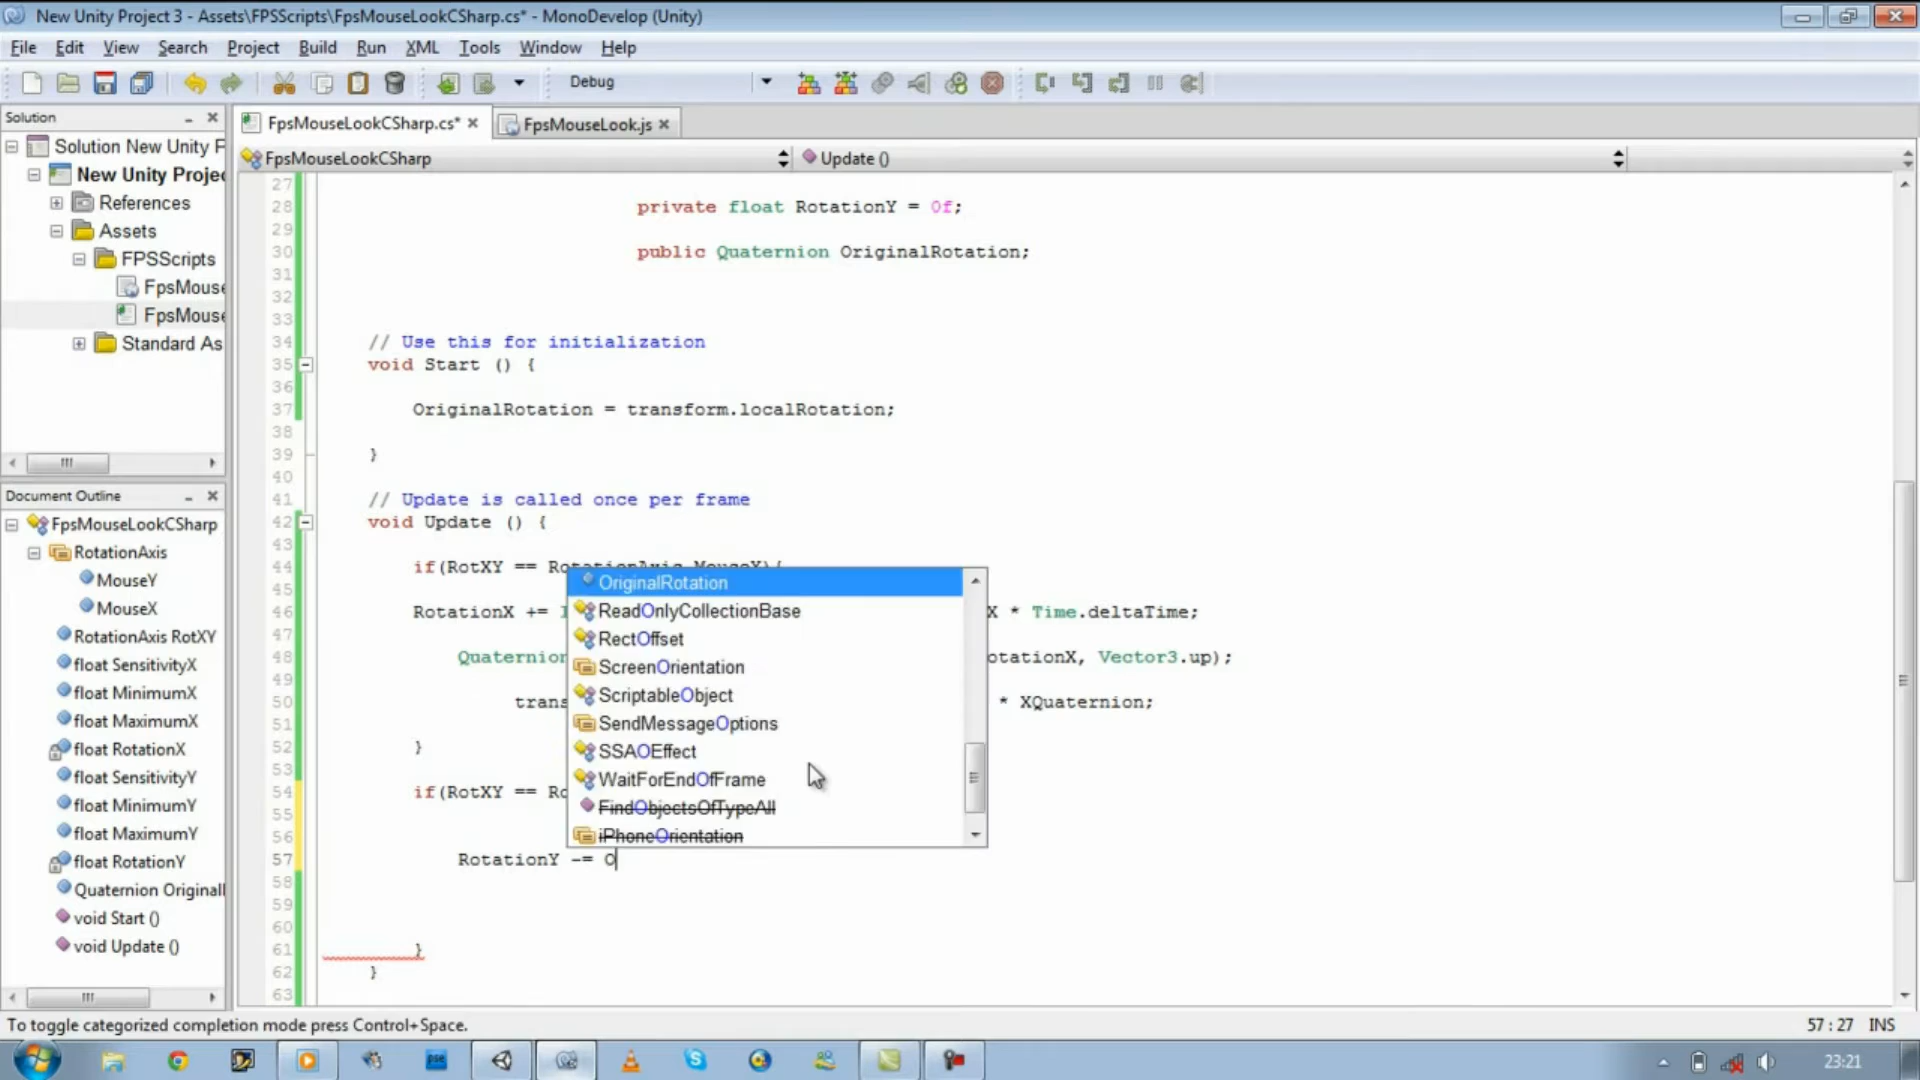 New Unity Project 3 - Assets\FPSScripts\FpsMouseLookCSharp.cs* - MonoDevelop (Unity)
File Edit View Search Project Build Run XML Tools Window Help
Debug
Solution
FpsMouseLookCSharp.cs*
FpsMouseLook.js
Solution New Unity F
FpsMouseLookCSharp
Update ()
New Unity Projec
References
Assets
FPSScripts
FpsMouse
FpsMouse
Standard As
27
28 private float RotationY = 0f;
29
30 public Quaternion OriginalRotation;
31
32
33
34 // Use this for initialization
35 void Start () {
36
37 OriginalRotation = transform.localRotation;
38
39 }
40
41 // Update is called once per frame
42 void Update () {
43
44 if(RotXY == RotationAxis.MouseX){
45
46 RotationX += I X * Time.deltaTime;
47
48 Quaternion otationX, Vector3.up);
49
50 trans * XQuaternion;
51
52 }
53
54 if(RotXY == Ro
55
56
57 RotationY -= O
58
59
60
61 }
62 }
63
OriginalRotation
ReadOnlyCollectionBase
RectOffset
ScreenOrientation
ScriptableObject
SendMessageOptions
SSAOEffect
WaitForEndOfFrame
FindObjectsOfTypeAll
iPhoneOrientation
Document Outline
FpsMouseLookCSharp
RotationAxis
MouseY
MouseX
RotationAxis RotXY
float SensitivityX
float MinimumX
float MaximumX
float RotationX
float SensitivityY
float MinimumY
float MaximumY
float RotationY
Quaternion Originall
void Start ()
void Update ()
To toggle categorized completion mode press Control+Space.
57 : 27 INS
pse
23:21